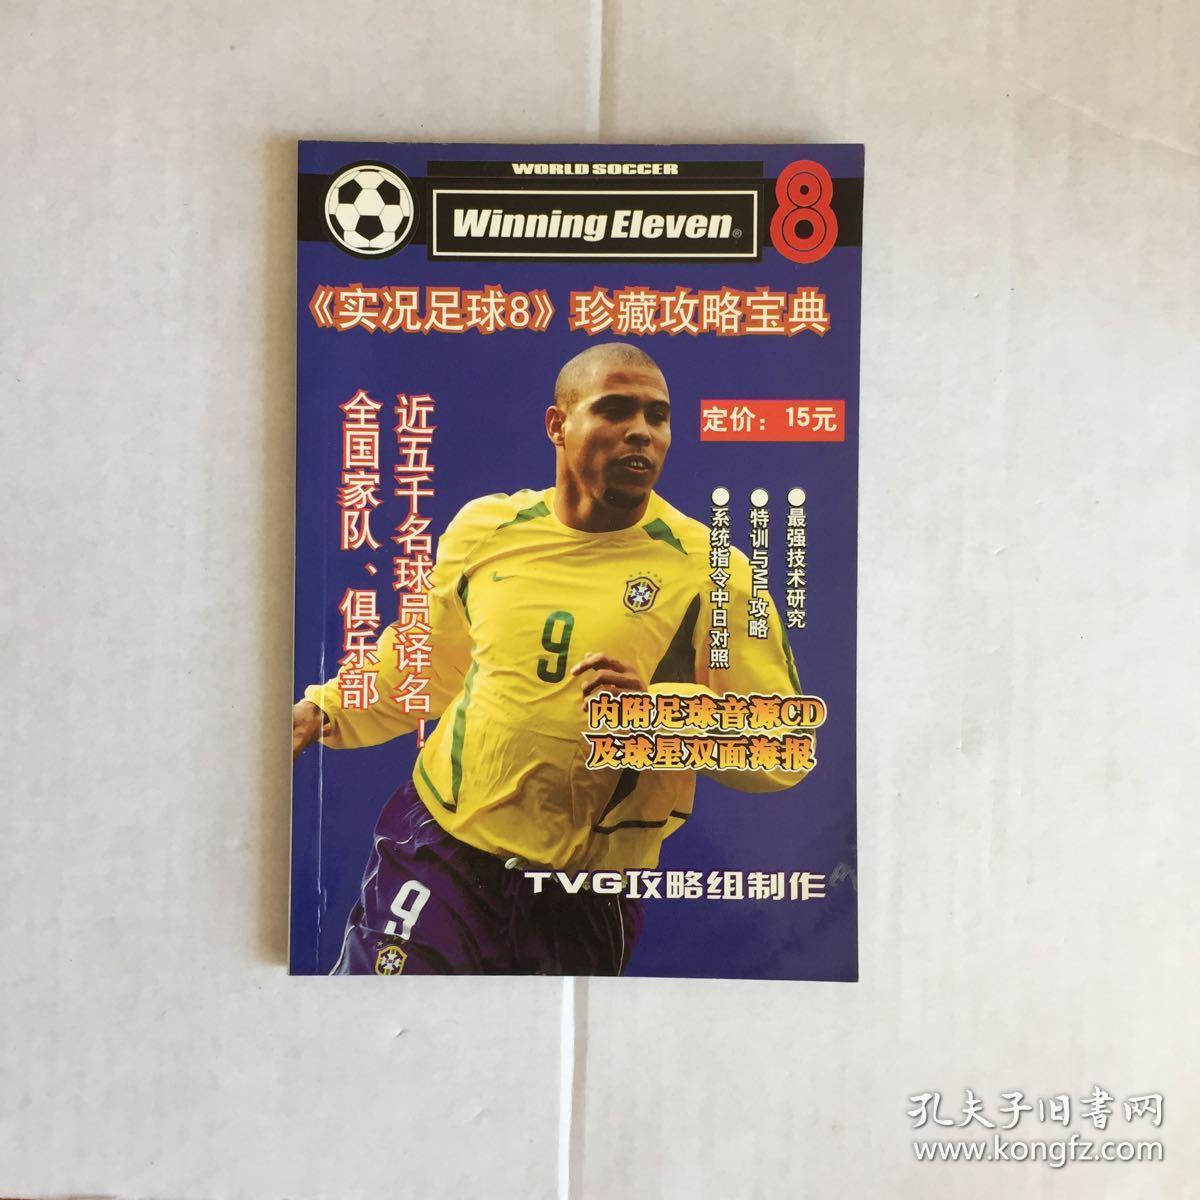 WORLD SOCCER
Winning Eleven®
8
《实况足球8》珍藏攻略宝典
定价：15元
近五千名球员译名！
全国家队、俱乐部
●最强技术研究
●特训与ML攻略
●系统指令中日对照
9
内附足球音源CD
及球星双面海报
TVG攻略组制作
9
孔夫子旧书网
www.kongfz.com